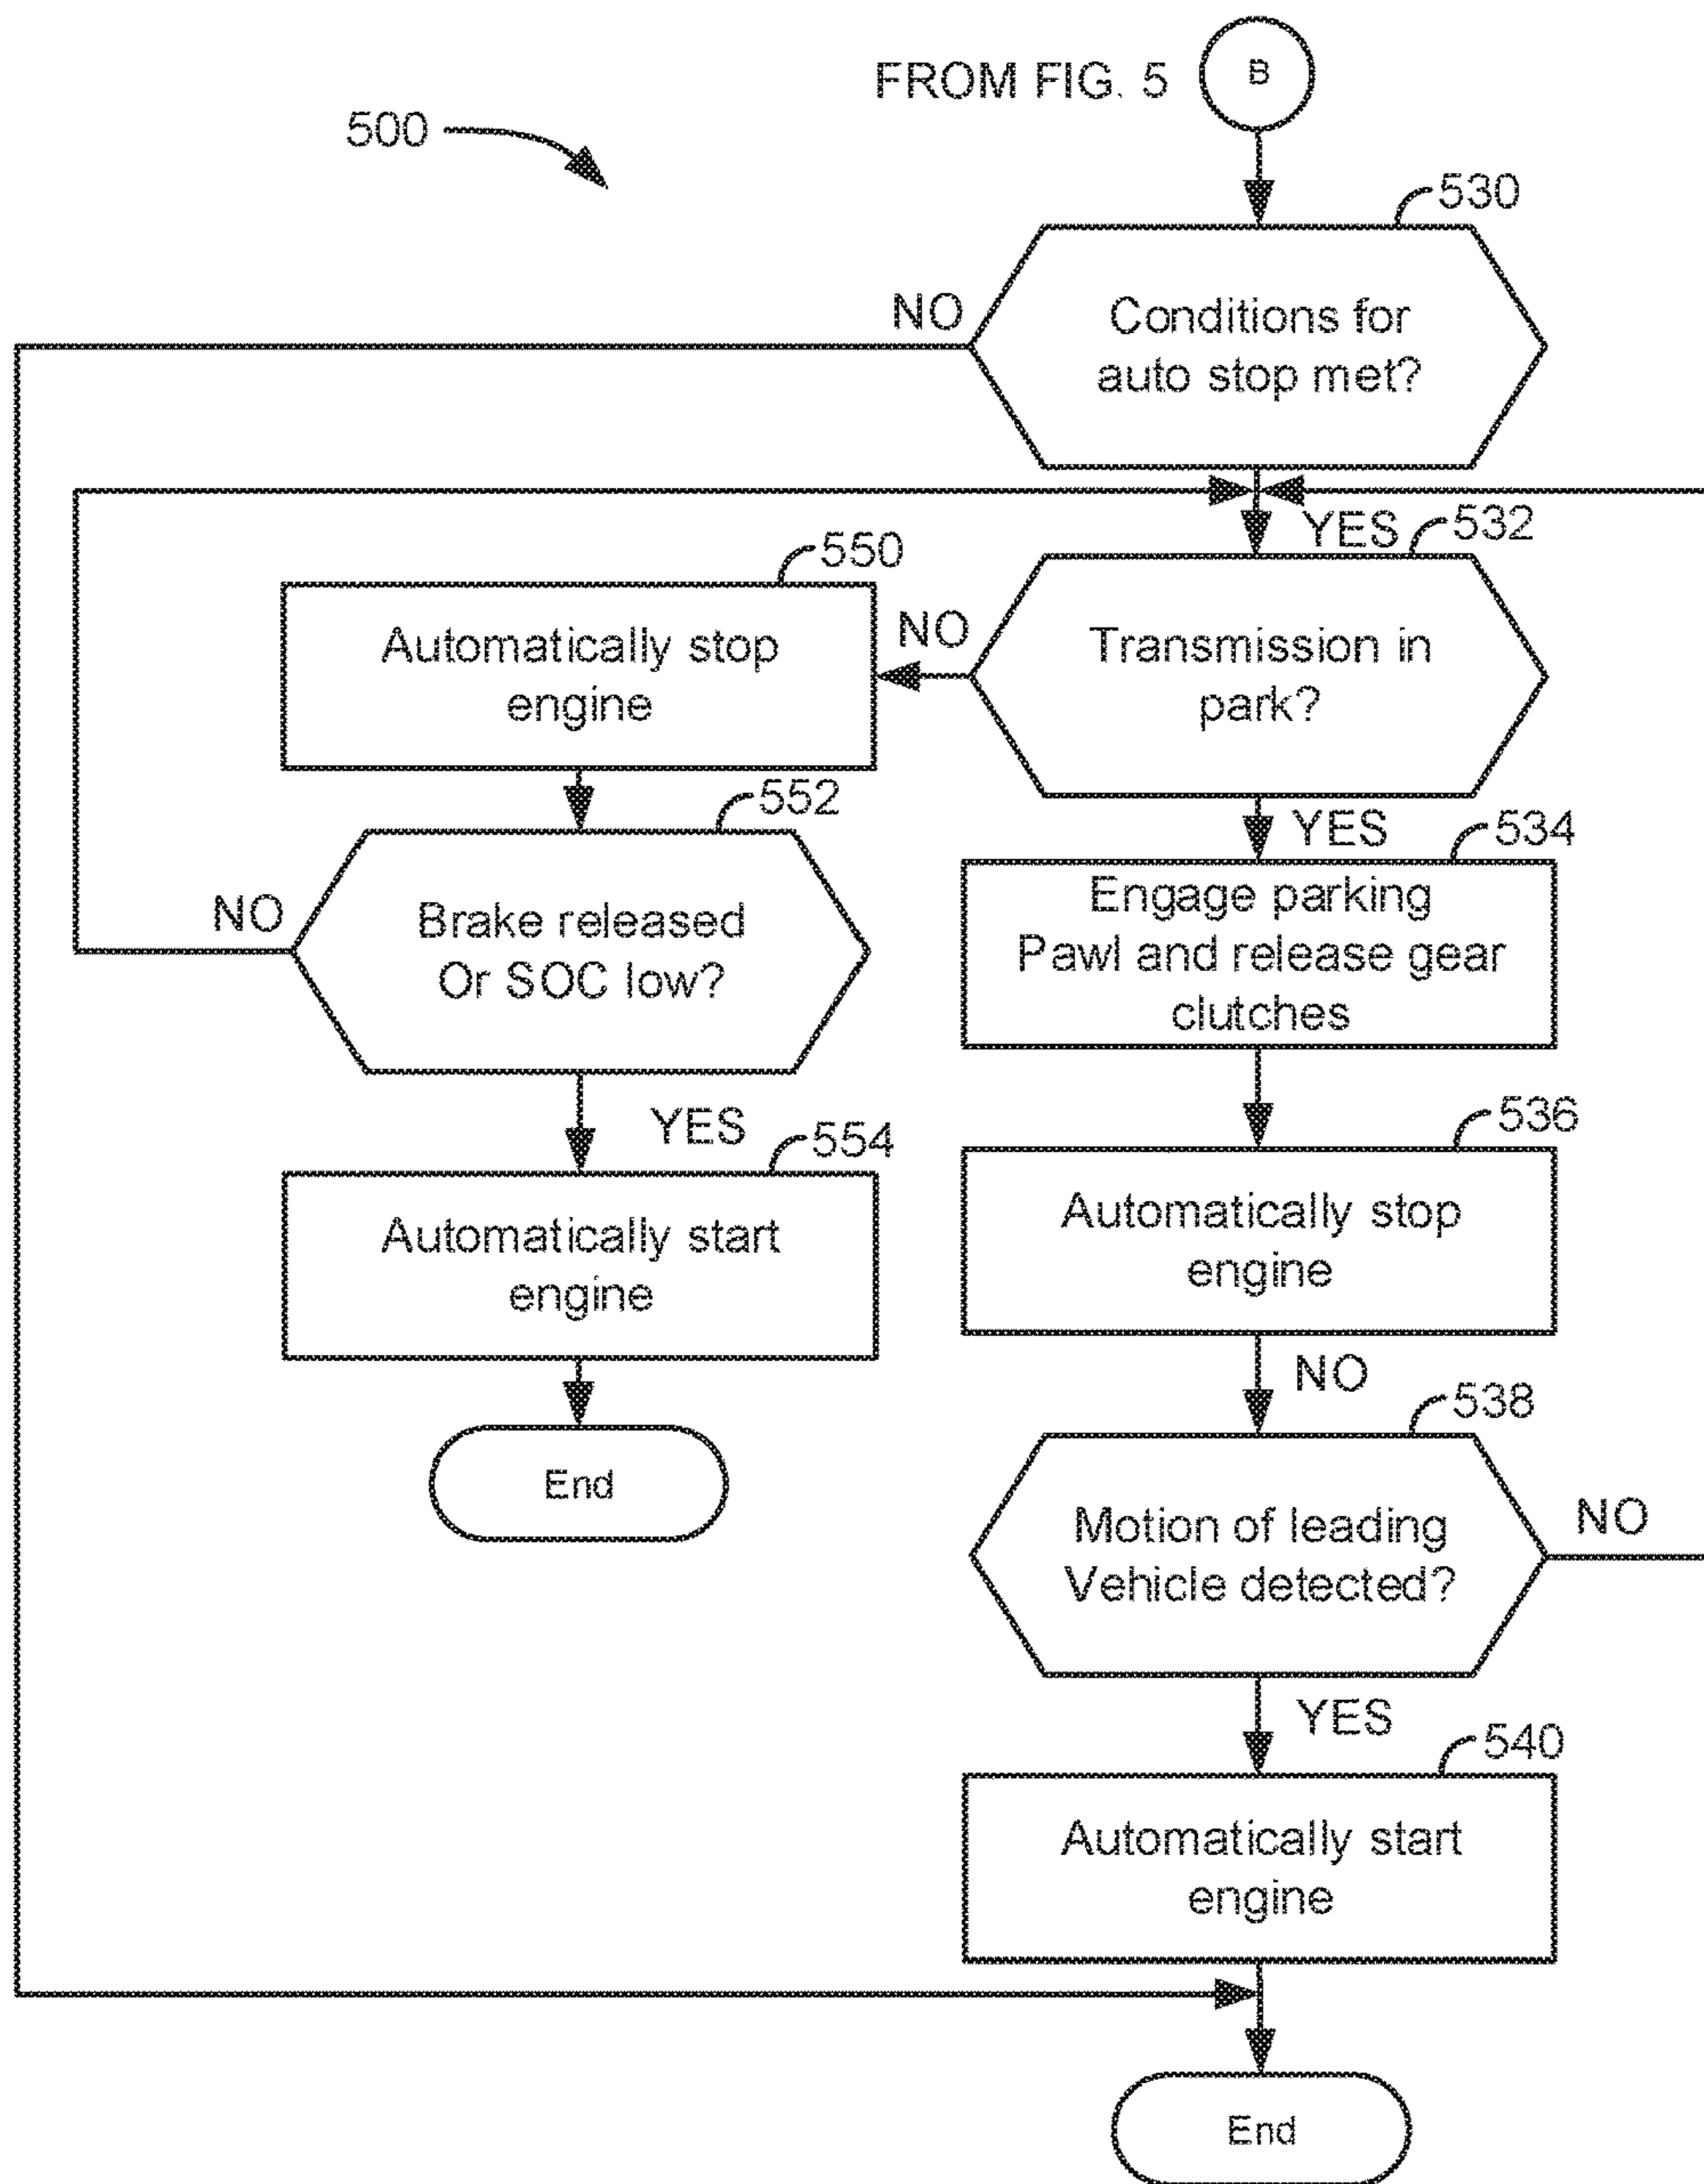 FROM FIG. 5
B
500
530
NO
Conditions for
auto stop met?
YES
532
550
Automatically stop
engine
NO
Transmission in
park?
552
YES
534
NO
Brake released
Or SOC low?
Engage parking
Pawl and release gear
clutches
YES
554
536
Automatically start
engine
Automatically stop
engine
NO
538
End
Motion of leading
Vehicle detected?
NO
YES
540
Automatically start
engine
End